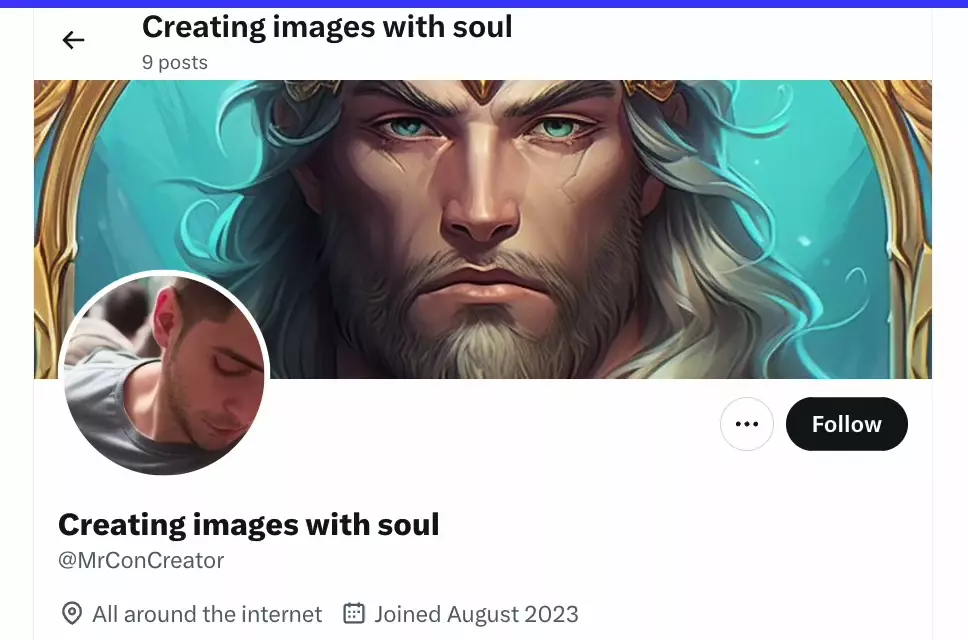 Creating images with soul
9 posts
Follow
Creating images with soul
@MrConCreator
All around the internet Joined August 2023